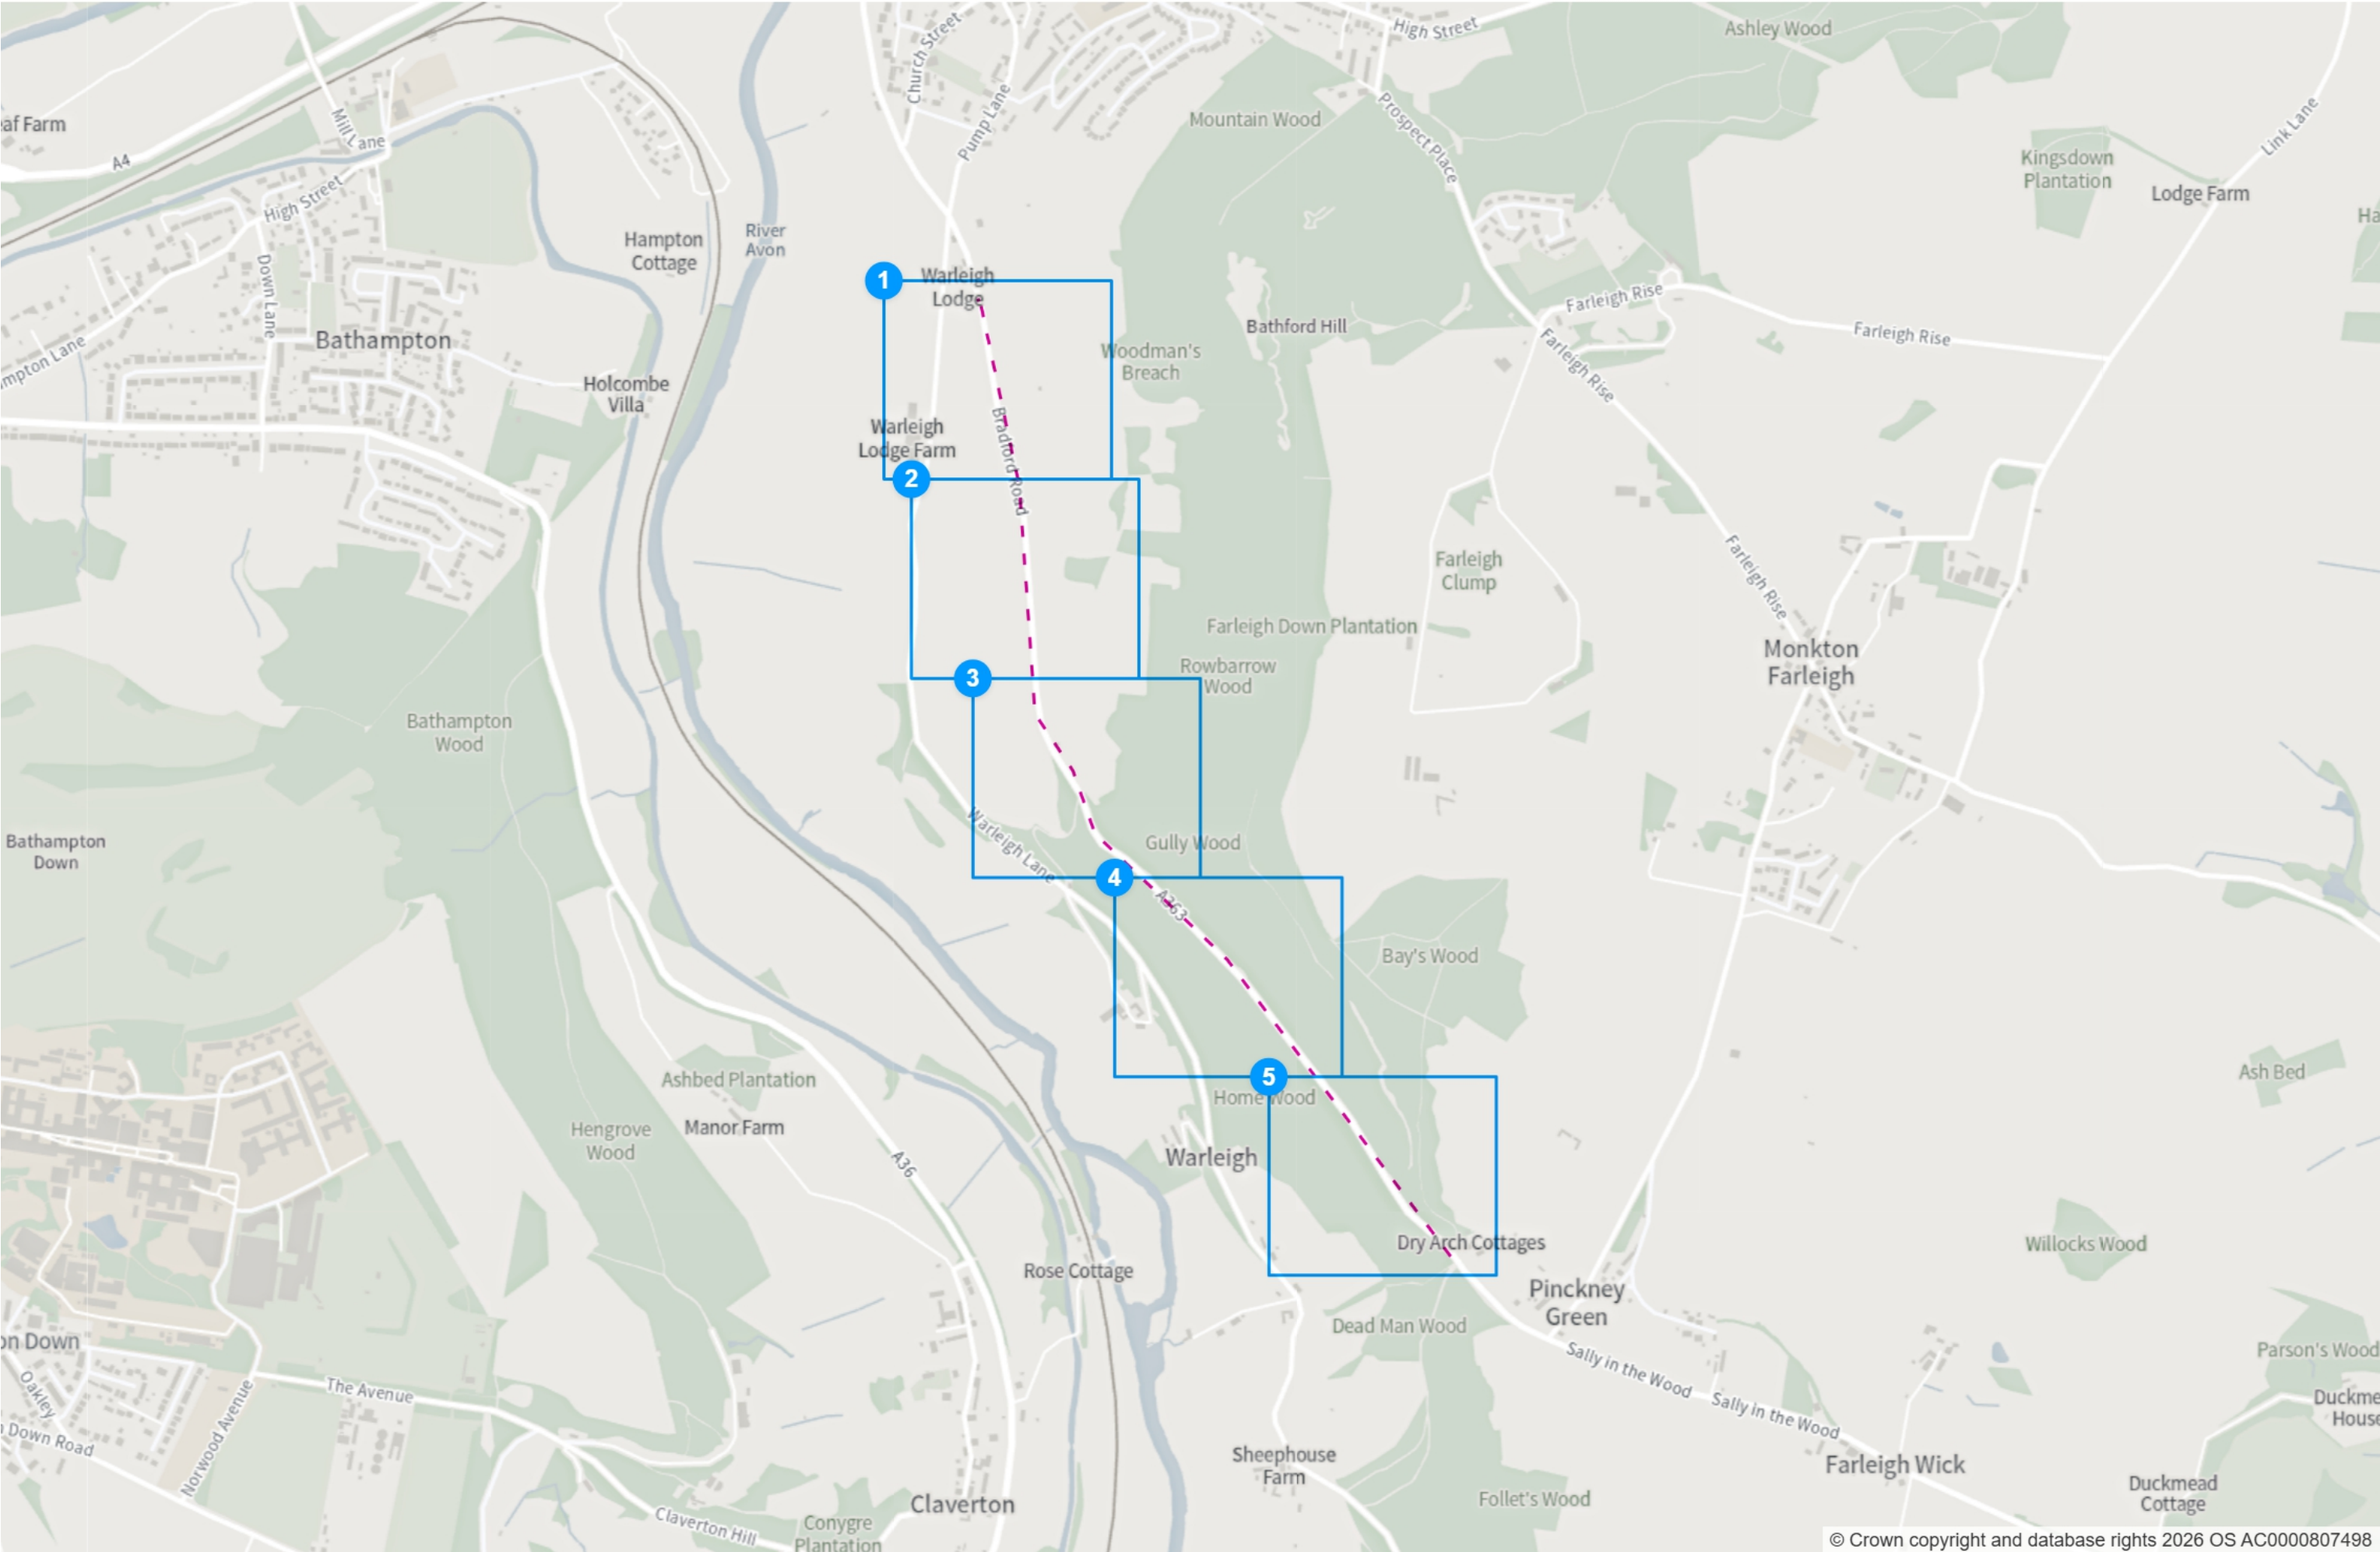 High Street
Ashley Wood
Church Street
Pump Lane
Mountain Wood
Prospect Place
Kingsdown
Plantation
Link Lane
Lodge Farm
Ha
eaf Farm
A4
Mill Lane
High Street
Down Lane
Hampton
Cottage
River
Avon
1
Warleigh
Lodge
Bathampton
mpton Lane
Holcombe
Villa
Bathford Hill
Woodman's
Breach
Farleigh Rise
Farleigh Rise
Farleigh Rise
Warleigh
Lodge Farm
Bradford Road
2
Farleigh
Clump
Farleigh Rise
Farleigh Down Plantation
Rowbarrow
Wood
3
Monkton
Farleigh
Bathampton
Wood
Bathampton
Down
Warleigh Lane
Gully Wood
4
A363
Bay's Wood
5
Home Wood
Ashbed Plantation
Manor Farm
Hengrove
Wood
A36
Warleigh
Ash Bed
Dry Arch Cottages
Willocks Wood
Rose Cottage
Pinckney
Green
Dead Man Wood
Sally in the Wood
Sally in the Wood
Parson's Wood
Duckme
House
on Down
Oakley
n Down Road
Norwood Avenue
The Avenue
Claverton Hill
Conygre
Plantation
Claverton
Sheephouse
Farm
Follet's Wood
Farleigh Wick
Duckmead
Cottage
© Crown copyright and database rights 2026 OS AC0000807498